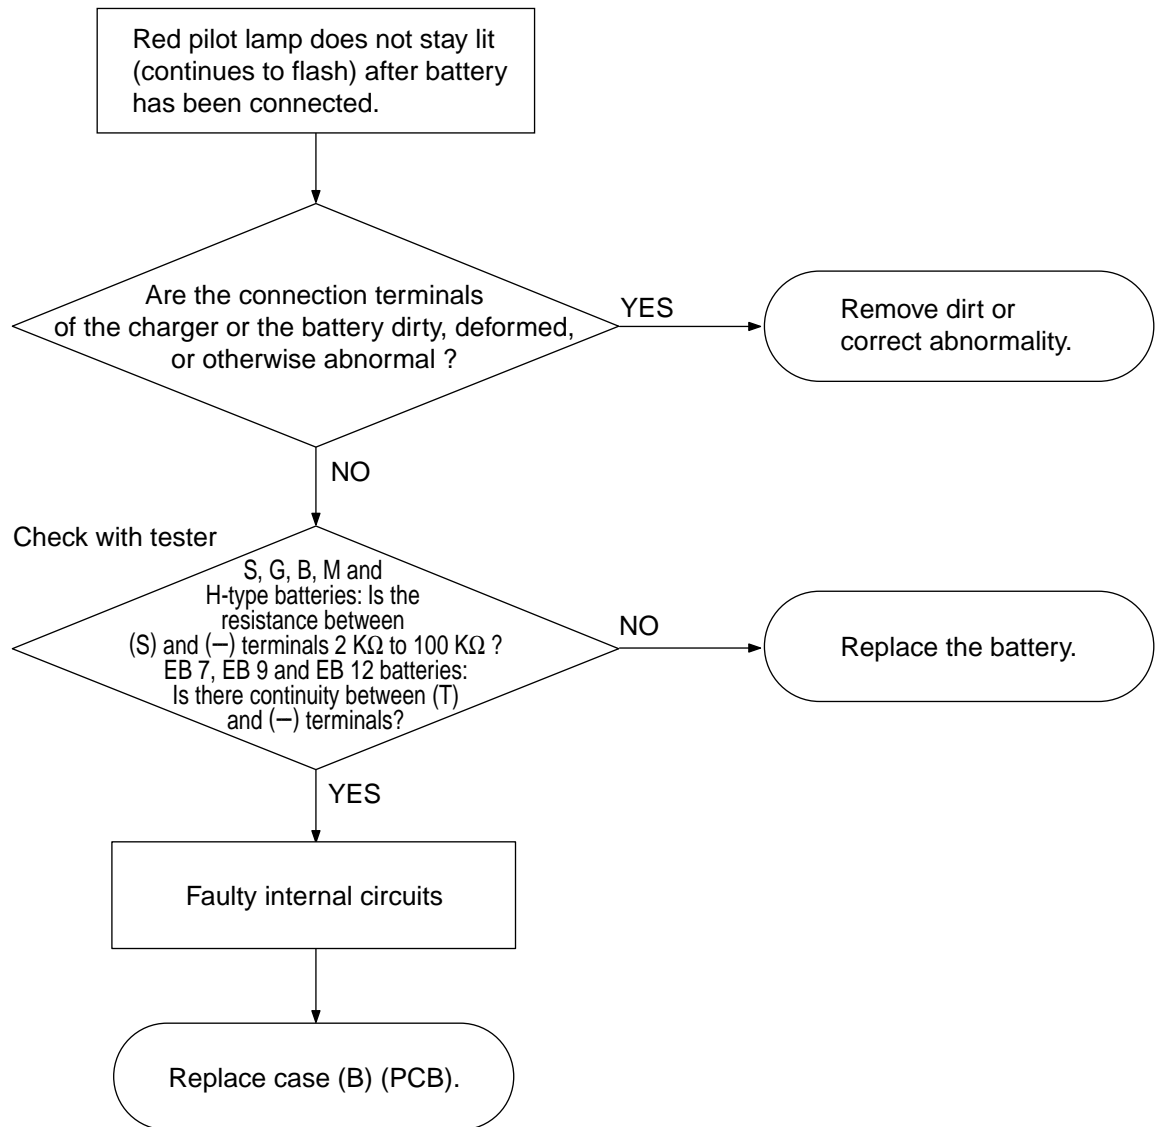 Red pilot lamp does not stay lit
(continues to flash) after battery
has been connected.
Are the connection terminals
of the charger or the battery dirty, deformed,
or otherwise abnormal ?
YES
Remove dirt or
correct abnormality.
NO
Check with tester
S, G, B, M and
H-type batteries: Is the
resistance between
(S) and (−) terminals 2 KΩ to 100 KΩ ?
EB 7, EB 9 and EB 12 batteries:
Is there continuity between (T)
and (−) terminals?
NO
Replace the battery.
YES
Faulty internal circuits
Replace case (B) (PCB).